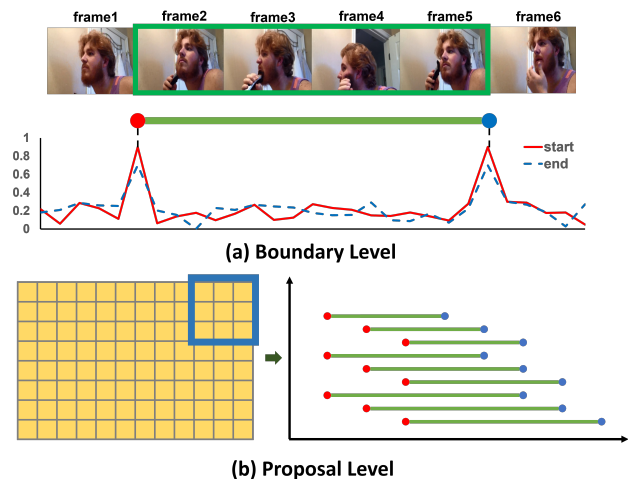 frame1 frame2 frame3 frame4 frame5 frame6
1
0.8
0.6
0.4
0.2
0
start
end
(a) Boundary Level
(b) Proposal Level